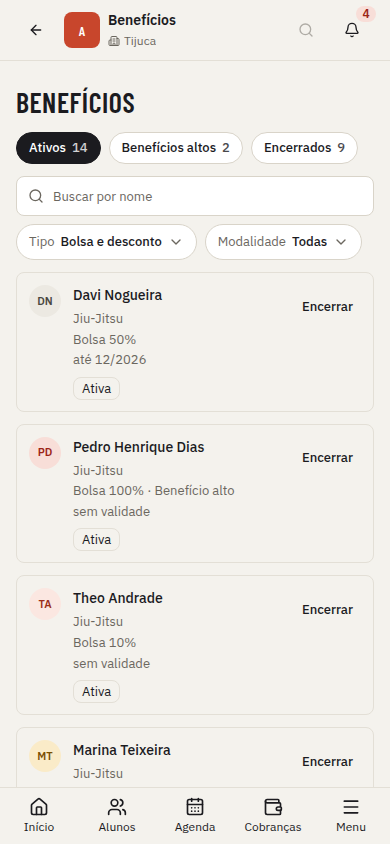 A
Benefícios
Tijuca
4
BENEFÍCIOS
Ativos 14
Benefícios altos 2
Encerrados 9
Buscar por nome
Tipo Bolsa e desconto
Modalidade Todas
DN
Davi Nogueira
Encerrar
Jiu-Jitsu
Bolsa 50%
até 12/2026
Ativa
PD
Pedro Henrique Dias
Encerrar
Jiu-Jitsu
Bolsa 100% · Benefício alto
sem validade
Ativa
TA
Theo Andrade
Encerrar
Jiu-Jitsu
Bolsa 10%
sem validade
Ativa
MT
Marina Teixeira
Encerrar
Jiu-Jitsu
Início
Alunos
Agenda
Cobranças
Menu